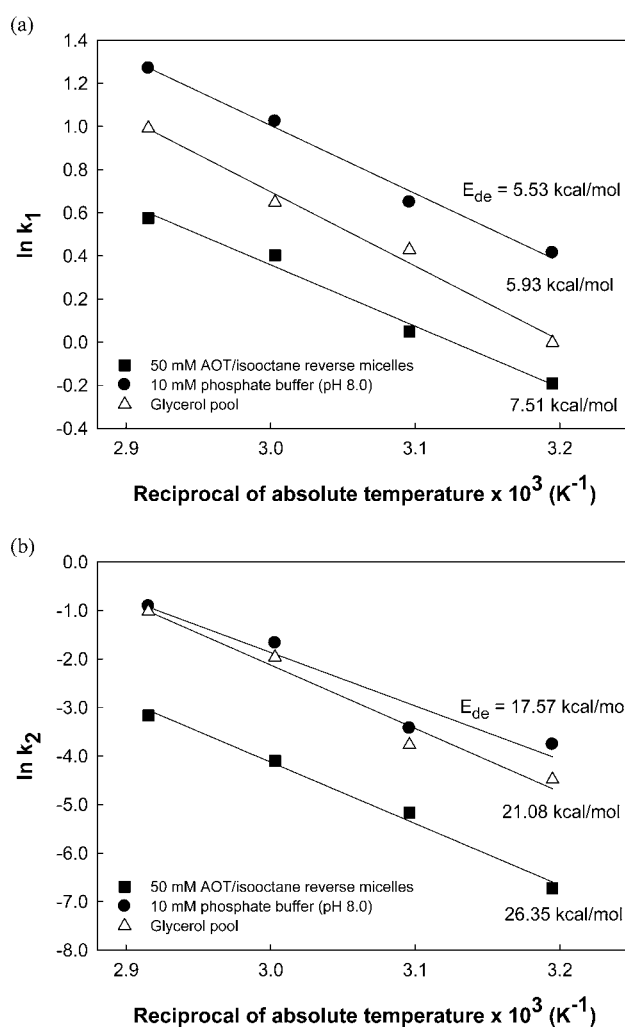 (a)
1.4
1.2
1.0
0.8
0.6
0.4
0.2
0.0
-0.2
-0.4
ln k1
Ede = 5.53 kcal/mol
5.93 kcal/mol
7.51 kcal/mol
50 mM AOT/isooctane reverse micelles
10 mM phosphate buffer (pH 8.0)
Glycerol pool
2.9 3.0 3.1 3.2
Reciprocal of absolute temperature x 10^3 (K^-1)
(b)
0.0
-1.0
-2.0
-3.0
-4.0
-5.0
-6.0
-7.0
-8.0
ln k2
Ede = 17.57 kcal/mo
21.08 kcal/mol
26.35 kcal/mol
50 mM AOT/isooctane reverse micelles
10 mM phosphate buffer (pH 8.0)
Glycerol pool
2.9 3.0 3.1 3.2
Reciprocal of absolute temperature x 10^3 (K^-1)